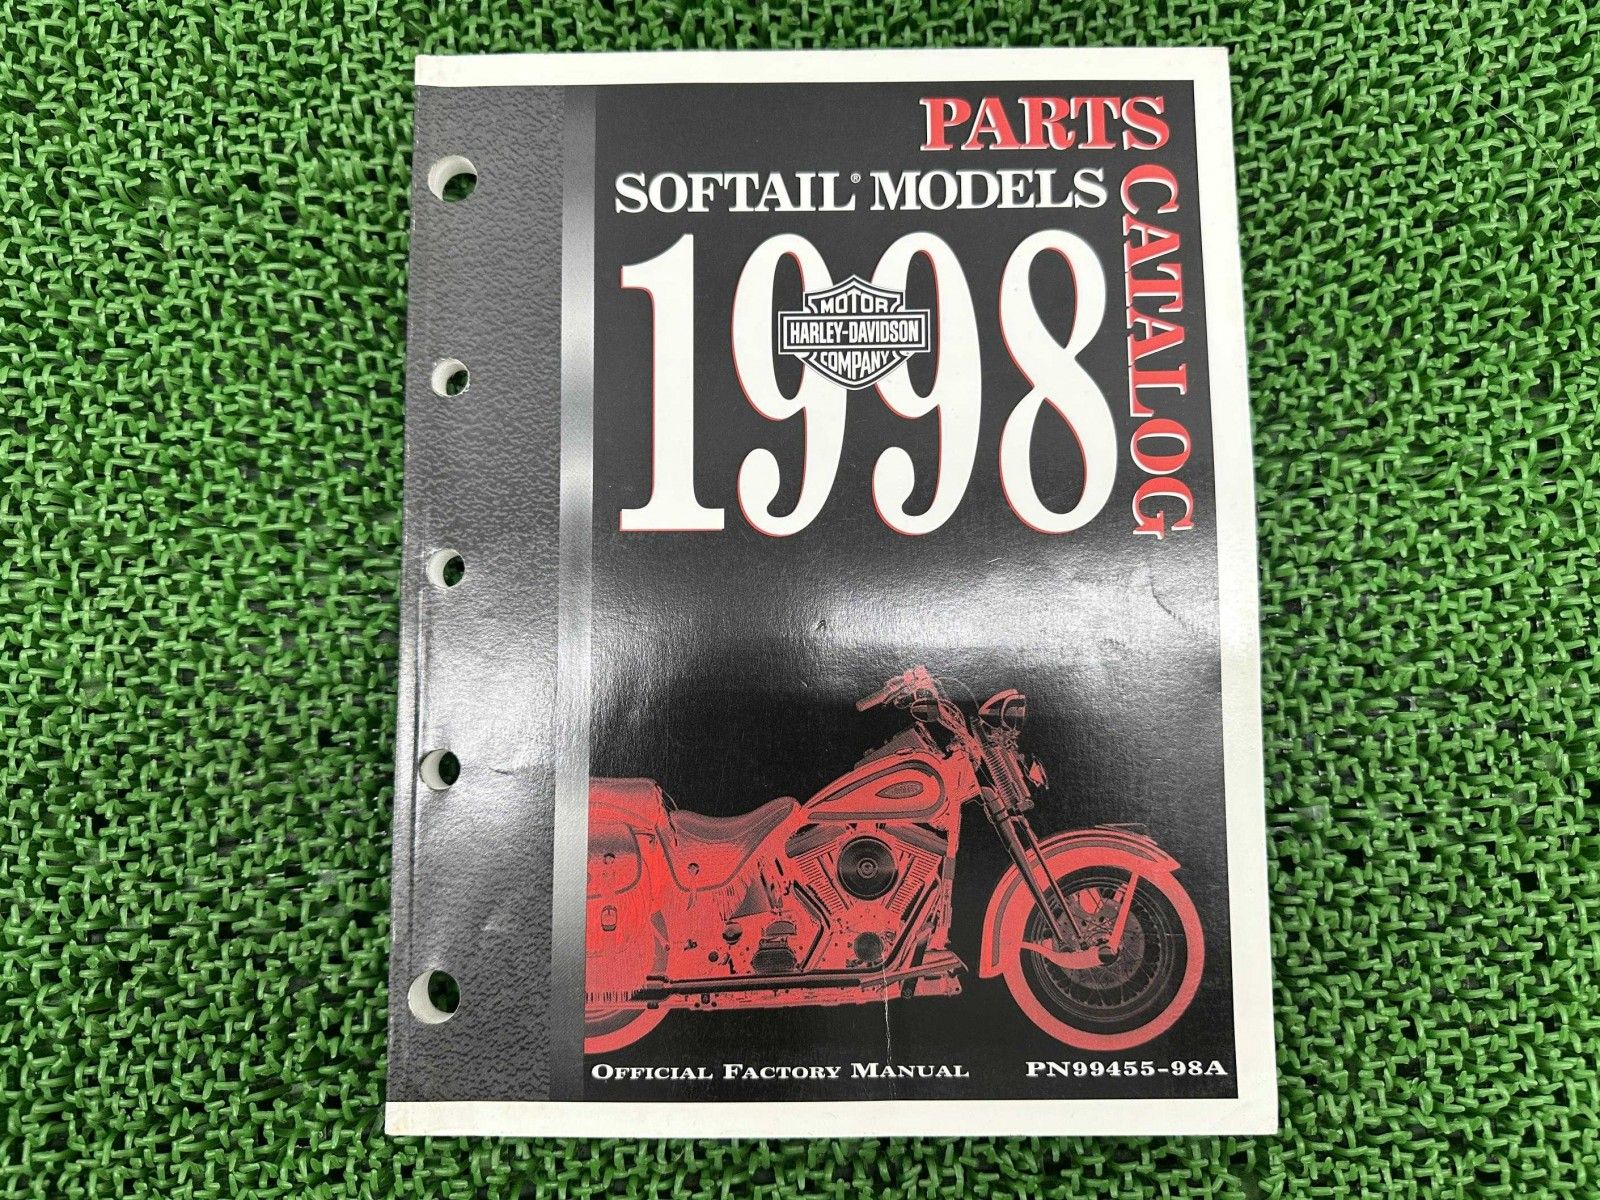 PARTS
CATALOG
SOFTAIL® MODELS
1998
MOTOR
HARLEY-DAVIDSON
COMPANY
OFFICIAL FACTORY MANUAL
PN99455-98A